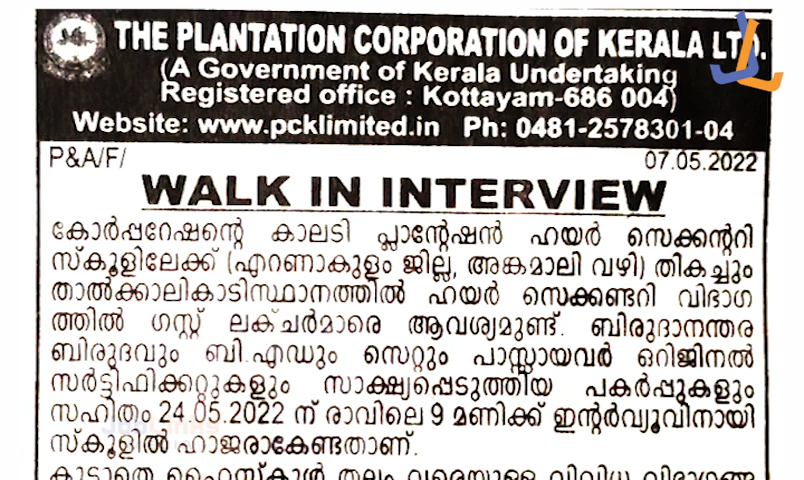 THE PLANTATION CORPORATION OF KERALA LTD.
(A Government of Kerala Undertaking
Registered office : Kottayam-686 004)
Website: www.pcklimited.in Ph: 0481-2578301-04
P&A/F/ 07.05.2022
WALK IN INTERVIEW
കോർപ്പറേഷന്റെ കാലടി പ്ലാന്റേഷൻ ഹയർ സെക്കന്ററി
സ്കൂളിലേക്ക് (എറണാകുളം ജില്ല, അങ്കമാലി വഴി) തികച്ചും
താൽക്കാലികാടിസ്ഥാനത്തിൽ ഹയർ സെക്കണ്ടറി വിഭാഗ
ത്തിൽ ഗസ്റ്റ് ലക്ചർമാരെ ആവശ്യമുണ്ട്. ബിരുദാനന്തര
ബിരുദവും ബി.എഡും സെറ്റും പാസ്സായവർ ഒറിജിനൽ
സർട്ടിഫിക്കറ്റുകളും സാക്ഷ്യപ്പെടുത്തിയ പകർപ്പുകളും
സഹിതം 24.05.2022 ന് രാവിലെ 9 മണിക്ക് ഇന്റർവ്യൂവിനായി
സ്കൂളിൽ ഹാജരാകേണ്ടതാണ്.
കൂടാതെ ഹൈസ്കൂൾ തലം വരെയുള്ള വിവിധ വിഭാഗങ്ങ